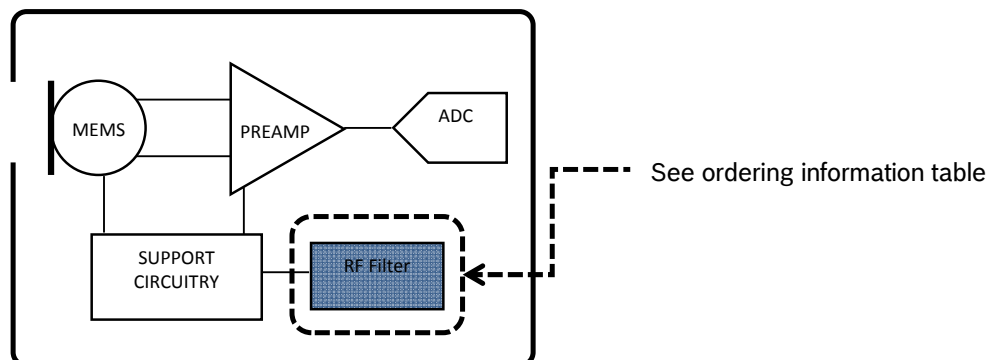 MEMS
PREAMP
ADC
See ordering information table
SUPPORT
CIRCUITRY
RF Filter